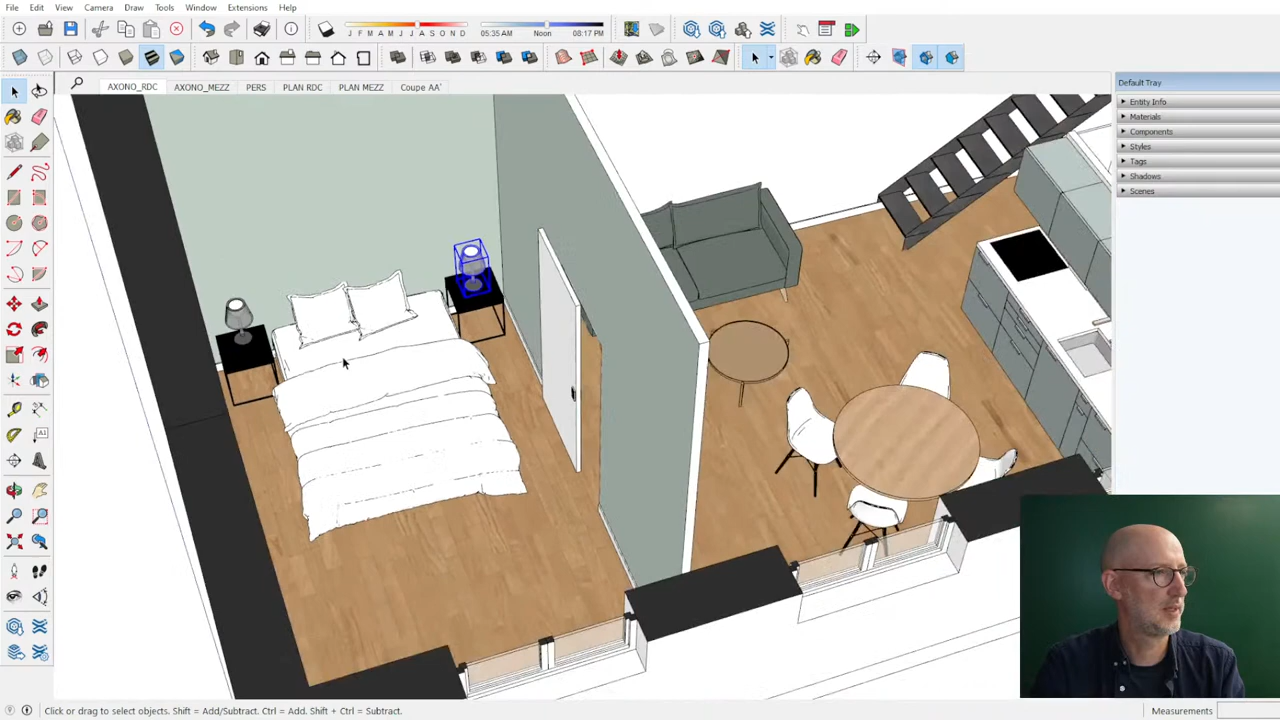 File Edit View Camera Draw Tools Window Extensions Help
J F M A M J J A S O N D 05:35 AM Noon 08:17 PM
AXONO_RDC AXONO_MEZZ PERS PLAN RDC PLAN MEZZ Coupe AA'
Default Tray
Entity Info
Materials
Components
Styles
Tags
Shadows
Scenes
A1
Click or drag to select objects. Shift = Add/Subtract. Ctrl = Add. Shift + Ctrl = Subtract. Measurements